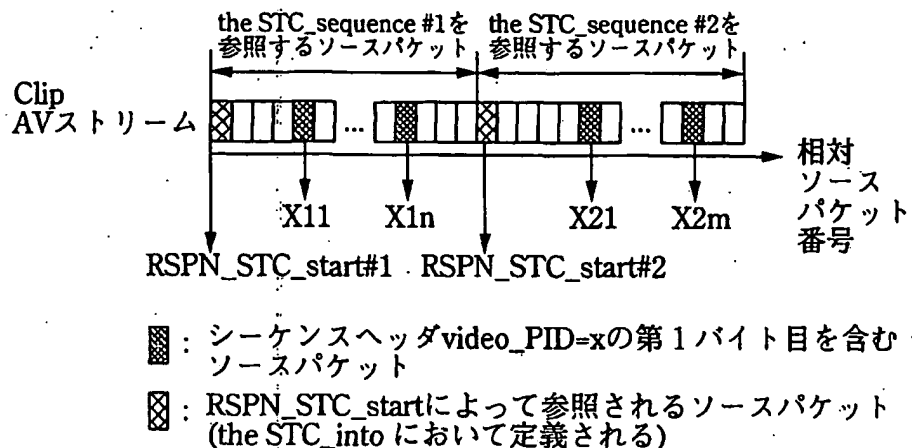 the STC_sequence #1を
参照するソースパケット
the STC_sequence #2を
参照するソースパケット
Clip
AVストリーム
...
...
相対
ソース
パケット
番号
X11
X1n
X21
X2m
RSPN_STC_start#1
RSPN_STC_start#2
: シーケンスヘッダvideo_PID=xの第1バイト目を含む
ソースパケット
: RSPN_STC_startによって参照されるソースパケット
(the STC_into において定義される)